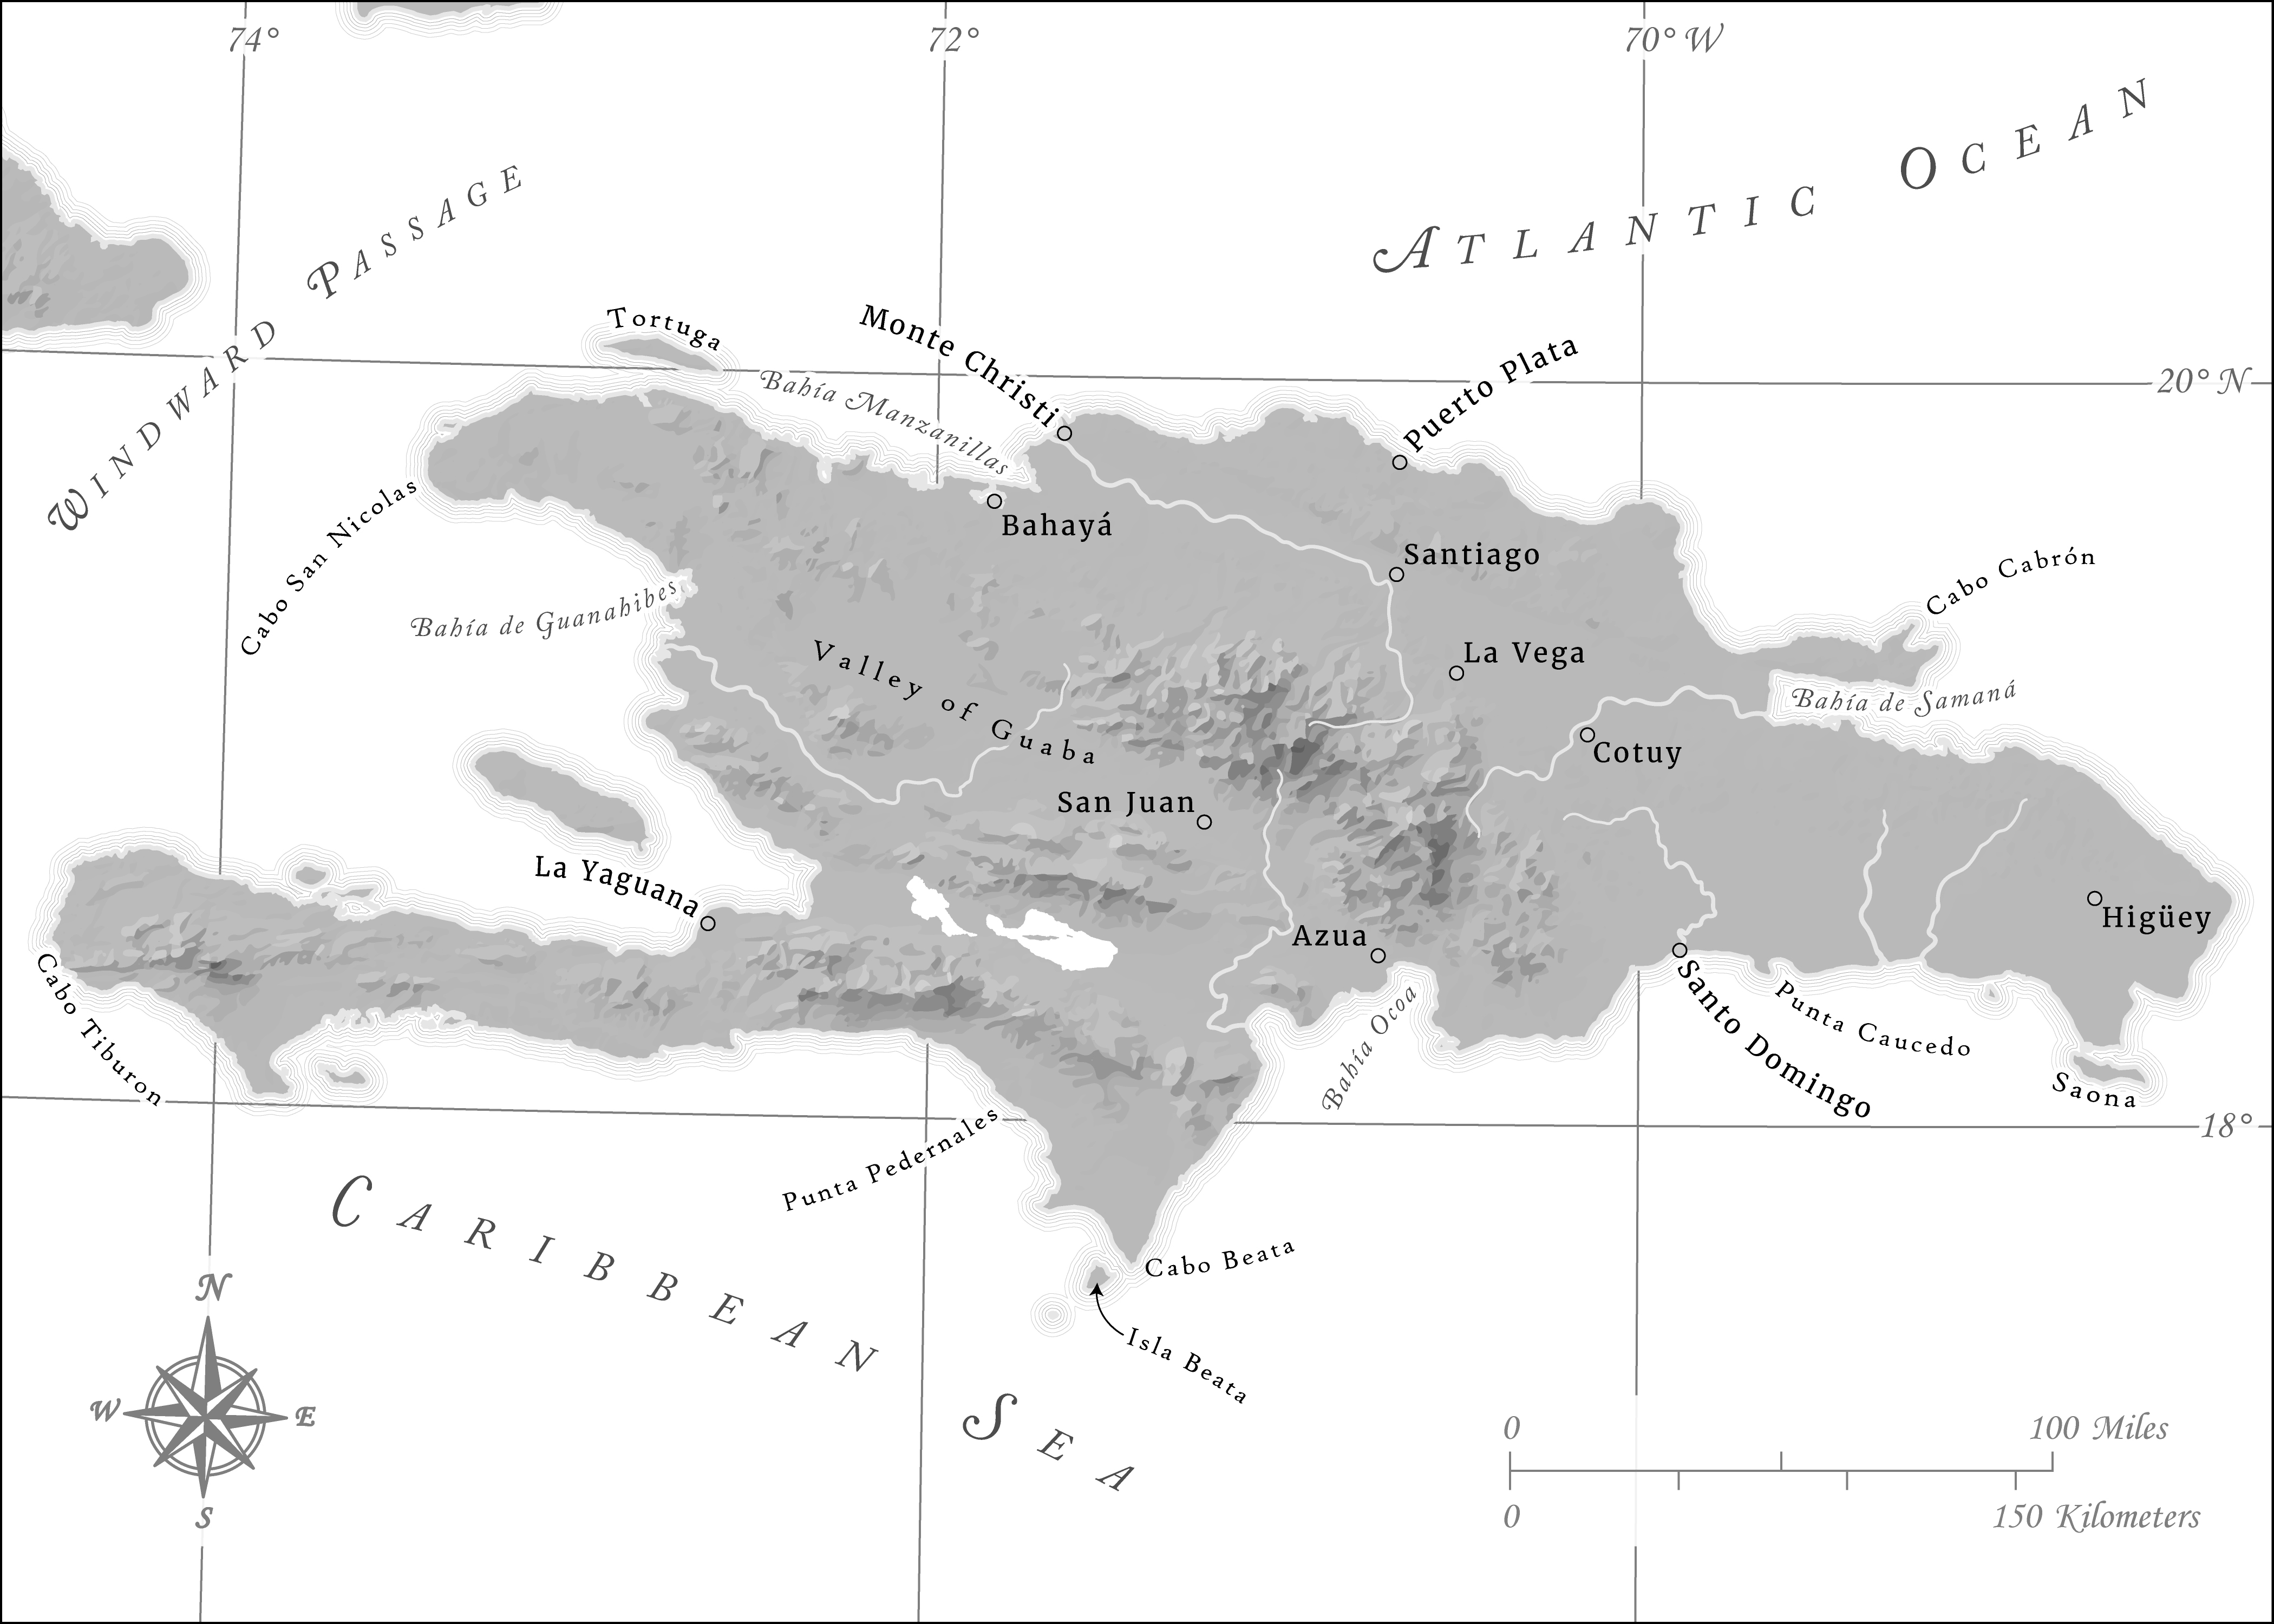 74°
72°
70° W
ATLANTIC OCEAN
WINDWARD PASSAGE
Tortuga
Monte Christi
Puerto Plata
20° N
Bahía Manzanillas
Cabo San Nicolas
Bahayá
Santiago
Cabo Cabrón
Bahía de Guanahibes
Valley of Guaba
La Vega
Bahía de Samaná
Cotuy
San Juan
La Yaguana
Azua
Higüey
Cabo Tiburon
Bahía Ocoa
Santo Domingo
Punta Caucedo
Saona
18°
Punta Pedernales
CARIBBEAN SEA
Cabo Beata
Isla Beata
N
W
E
S
0
100 Miles
0
150 Kilometers